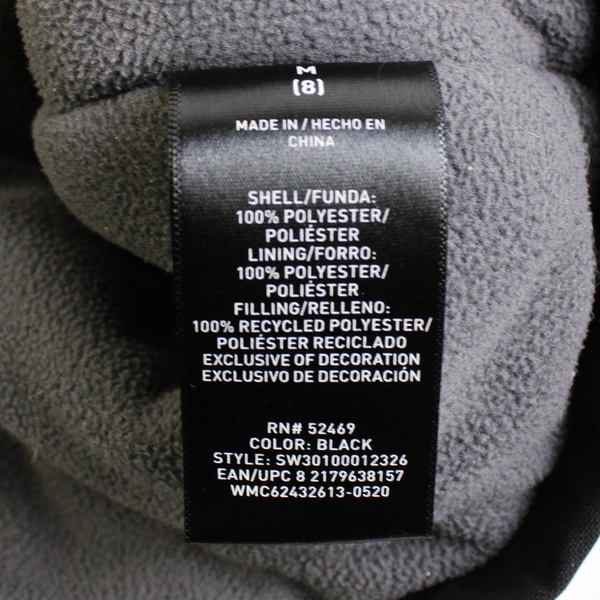 M
(8)
MADE IN / HECHO EN
CHINA
SHELL/FUNDA:
100% POLYESTER/
POLIÉSTER
LINING/FORRO:
100% POLYESTER/
POLIÉSTER
FILLING/RELLENO:
100% RECYCLED POLYESTER/
POLIÉSTER RECICLADO
EXCLUSIVE OF DECORATION
EXCLUSIVO DE DECORACIÓN
RN# 52469
COLOR: BLACK
STYLE: SW30100012326
EAN/UPC 8 2179638157
WMC62432613-0520